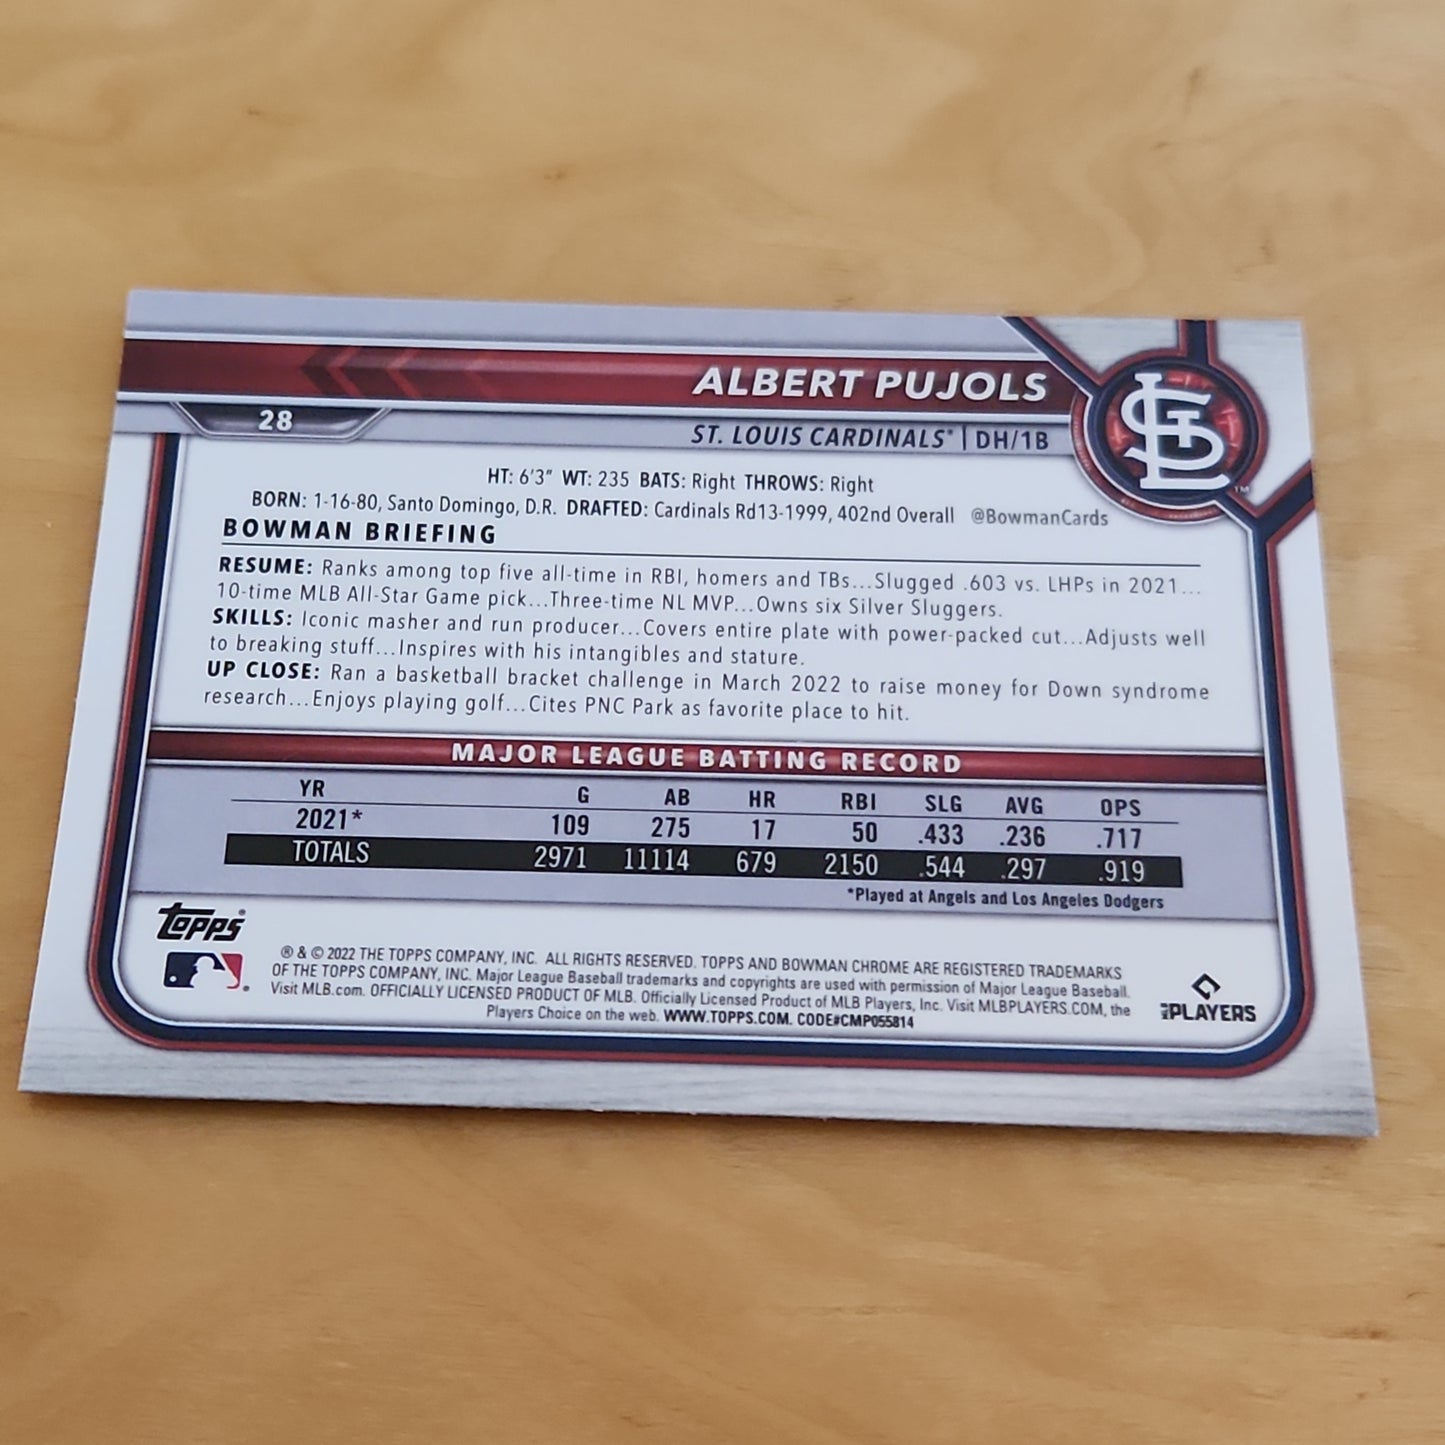 ALBERT PUJOLS
28
ST. LOUIS CARDINALS® | DH/1B
STL
™
HT: 6'3" WT: 235 BATS: Right THROWS: Right
BORN: 1-16-80, Santo Domingo, D.R. DRAFTED: Cardinals Rd13-1999, 402nd Overall @BowmanCards
BOWMAN BRIEFING
RESUME: Ranks among top five all-time in RBI, homers and TBs...Slugged .603 vs. LHPs in 2021...
10-time MLB All-Star Game pick...Three-time NL MVP...Owns six Silver Sluggers.
SKILLS: Iconic masher and run producer...Covers entire plate with power-packed cut...Adjusts well
to breaking stuff...Inspires with his intangibles and stature.
UP CLOSE: Ran a basketball bracket challenge in March 2022 to raise money for Down syndrome
research...Enjoys playing golf...Cites PNC Park as favorite place to hit.
MAJOR LEAGUE BATTING RECORD
YR G AB HR RBI SLG AVG OPS
2021* 109 275 17 50 .433 .236 .717
TOTALS 2971 11114 679 2150 .544 .297 .919
*Played at Angels and Los Angeles Dodgers
topps®
® & © 2022 THE TOPPS COMPANY, INC. ALL RIGHTS RESERVED. TOPPS AND BOWMAN CHROME ARE REGISTERED TRADEMARKS
OF THE TOPPS COMPANY, INC. Major League Baseball trademarks and copyrights are used with permission of Major League Baseball.
Visit MLB.com. OFFICIALLY LICENSED PRODUCT OF MLB. Officially Licensed Product of MLB Players, Inc. Visit MLBPLAYERS.COM, the
Players Choice on the web. WWW.TOPPS.COM. CODE#CMP055814
MLB PLAYERS